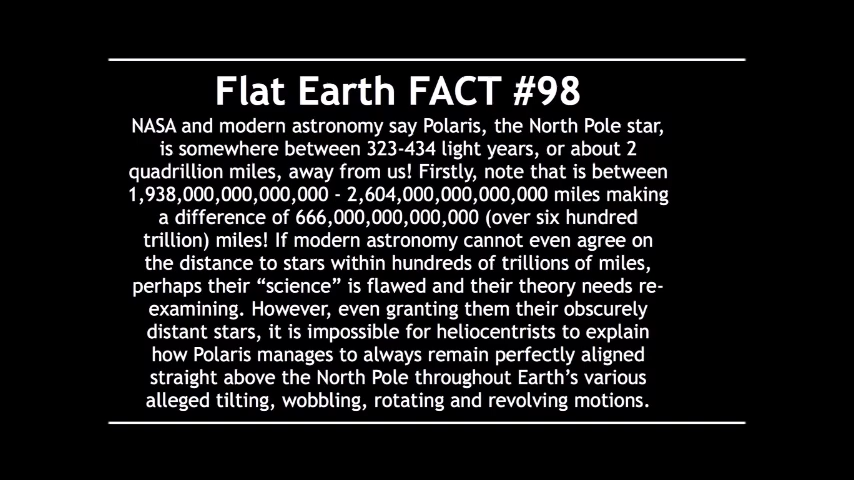 Flat Earth FACT #98
NASA and modern astronomy say Polaris, the North Pole star,
is somewhere between 323-434 light years, or about 2
quadrillion miles, away from us! Firstly, note that is between
1,938,000,000,000,000 - 2,604,000,000,000,000 miles making
a difference of 666,000,000,000,000 (over six hundred
trillion) miles! If modern astronomy cannot even agree on
the distance to stars within hundreds of trillions of miles,
perhaps their “science” is flawed and their theory needs re-
examining. However, even granting them their obscurely
distant stars, it is impossible for heliocentrists to explain
how Polaris manages to always remain perfectly aligned
straight above the North Pole throughout Earth’s various
alleged tilting, wobbling, rotating and revolving motions.